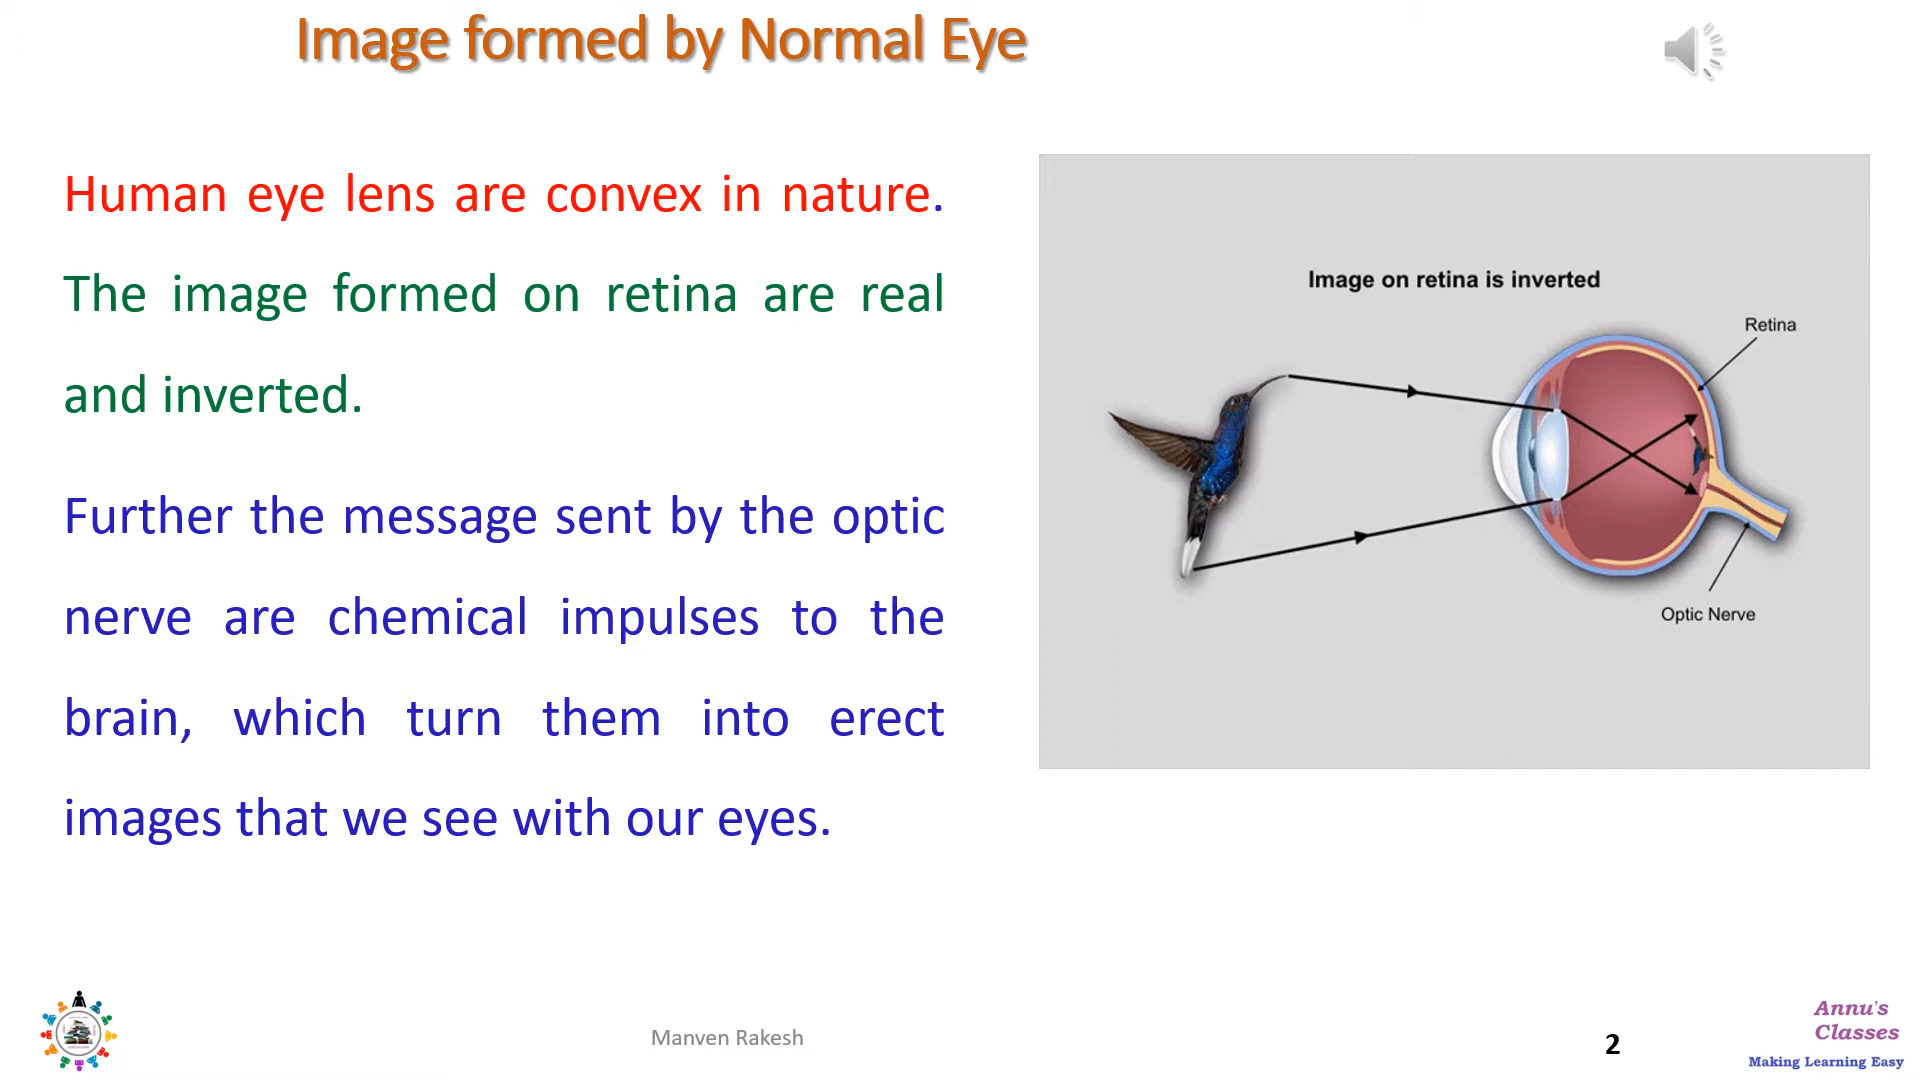 Image formed by Normal Eye
Human eye lens are convex in nature.
The image formed on retina are real
and inverted.
Further the message sent by the optic
nerve are chemical impulses to the
brain, which turn them into erect
images that we see with our eyes.
Image on retina is inverted
Retina
Optic Nerve
Manven Rakesh
2
Annu's
Classes
Making Learning Easy